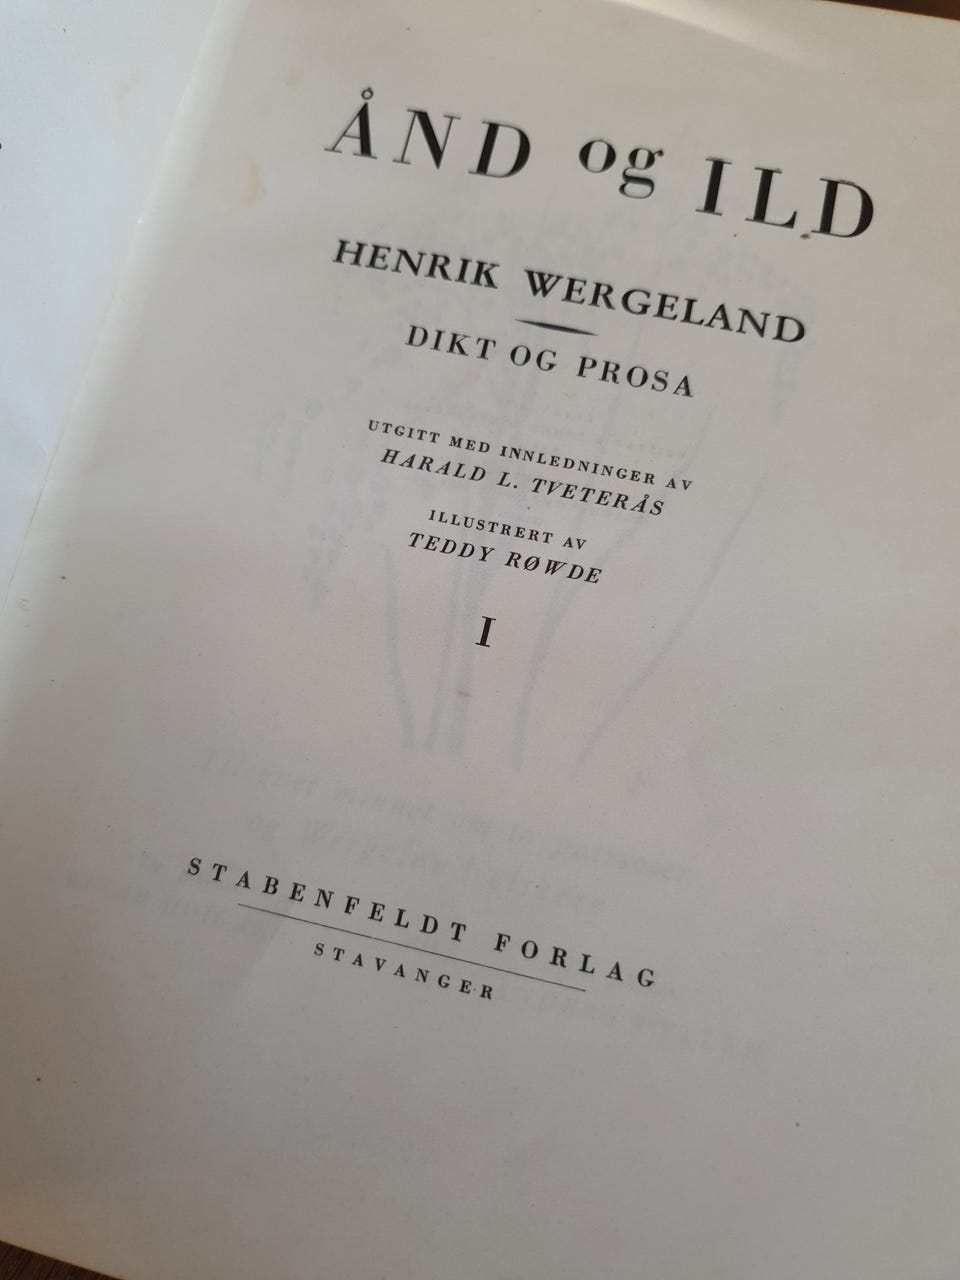 ÅND og ILD
HENRIK WERGELAND
DIKT OG PROSA
UTGITT MED INNLEDNINGER AV
HARALD L. TVETERÅS
ILLUSTRERT AV
TEDDY RØWDE
I
STABENFELDT FORLAG
STAVANGER